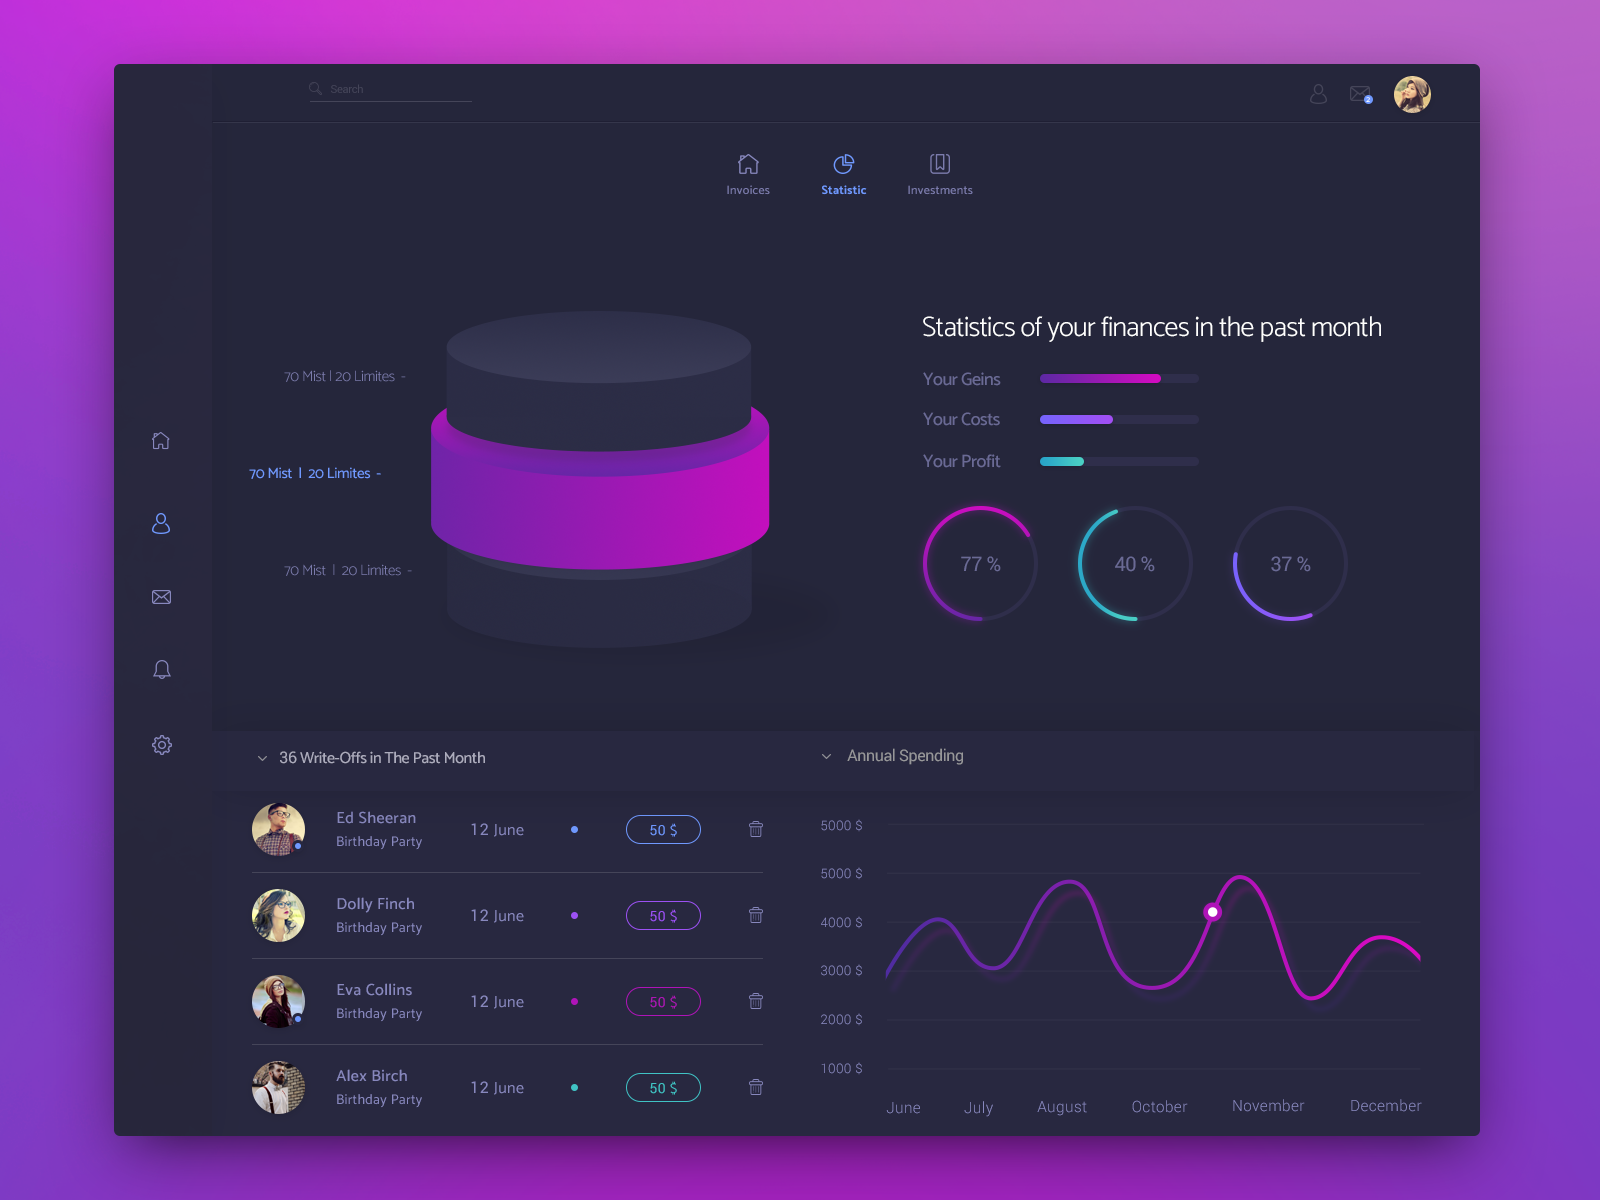 Search
2
Invoices
Statistic
Investments
70 Mist | 20 Limites -
70 Mist | 20 Limites -
70 Mist | 20 Limites -
Statistics of your finances in the past month
Your Geins
Your Costs
Your Profit
77 %
40 %
37 %
36 Write-Offs in The Past Month
Ed Sheeran
Birthday Party
12 June
50 $
Dolly Finch
Birthday Party
12 June
50 $
Eva Collins
Birthday Party
12 June
50 $
Alex Birch
Birthday Party
12 June
50 $
Annual Spending
5000 $
5000 $
4000 $
3000 $
2000 $
1000 $
June
July
August
October
November
December